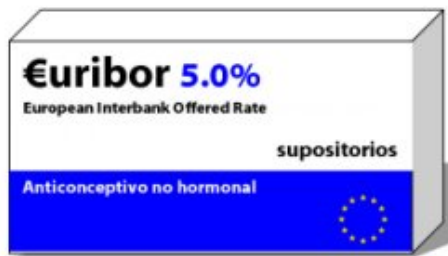 €uribor 5.0%
European Interbank Offered Rate
supositorios
Anticonceptivo no hormonal